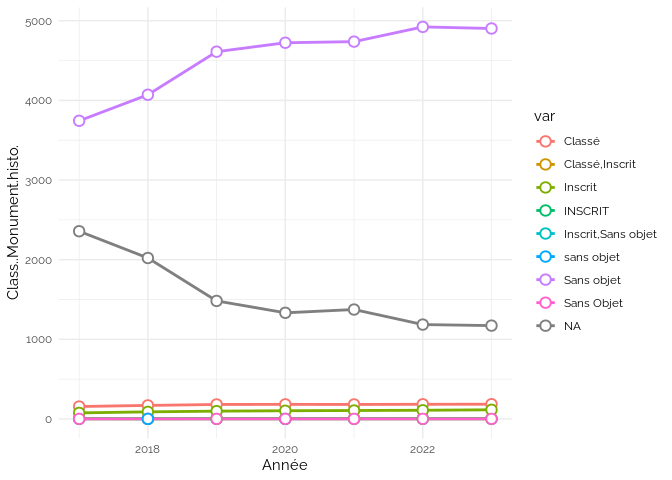 5000
4000
3000
2000
1000
0
Class..Monument.histo.
2018
2020
2022
Année
var
Classé
Classé,Inscrit
Inscrit
INSCRIT
Inscrit,Sans objet
sans objet
Sans objet
Sans Objet
NA